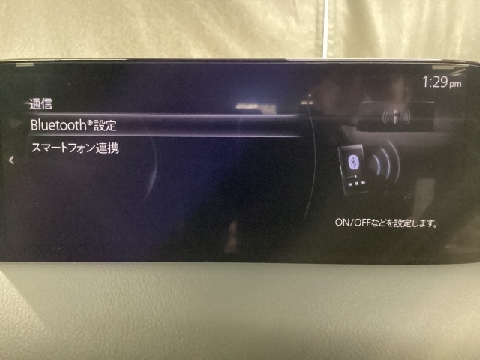 1:29 pm
通信
Bluetooth®設定
スマートフォン連携
ON/OFFなどを設定します。